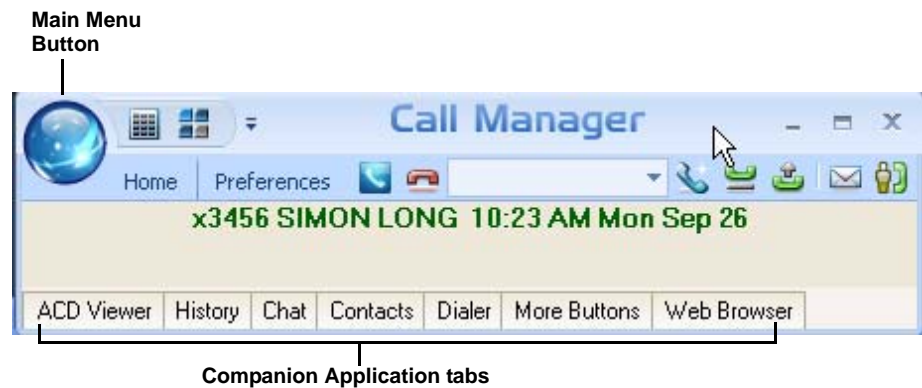 Main Menu
Button
Call Manager
Home Preferences
x3456 SIMON LONG 10:23 AM Mon Sep 26
ACD Viewer History Chat Contacts Dialer More Buttons Web Browser
Companion Application tabs